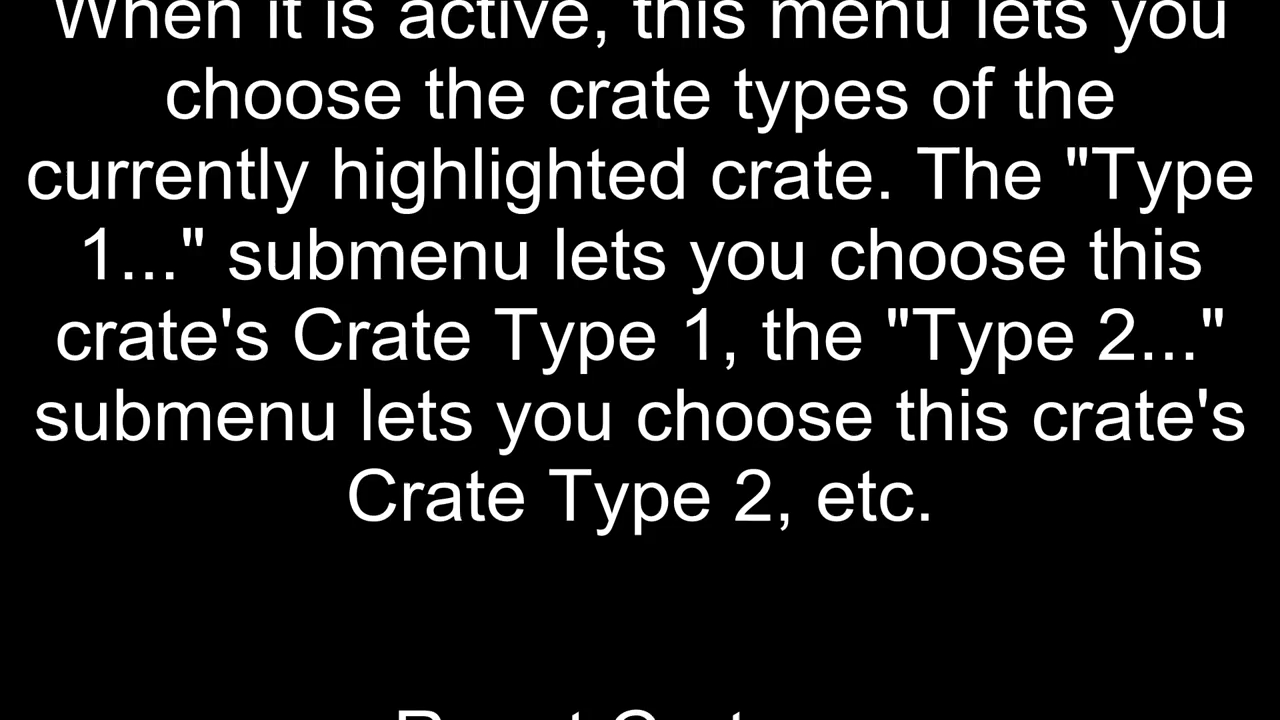 When it is active, this menu lets you
choose the crate types of the
currently highlighted crate. The "Type
1..." submenu lets you choose this
crate's Crate Type 1, the "Type 2..."
submenu lets you choose this crate's
Crate Type 2, etc.